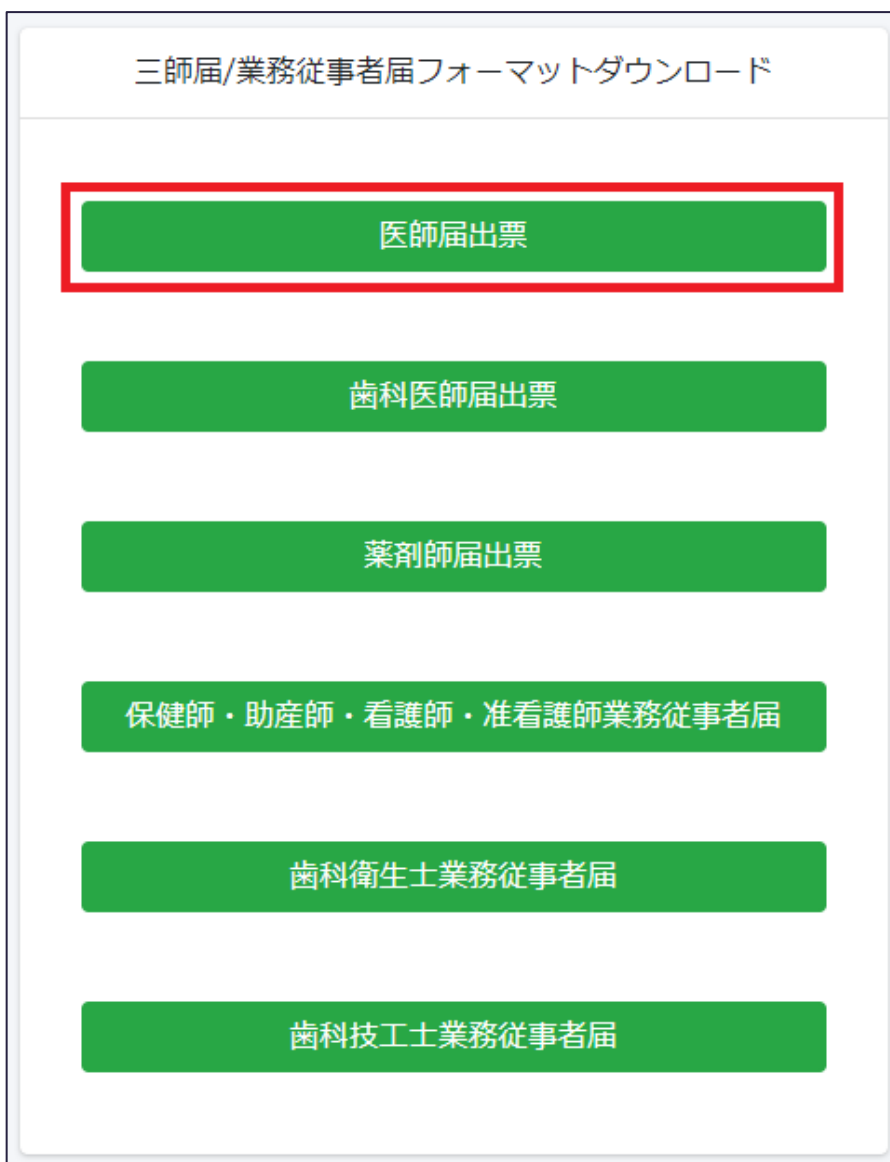 三師届/業務従事者届フォーマットダウンロード
医師届出票
歯科医師届出票
薬剤師届出票
保健師・助産師・看護師・准看護師業務従事者届
歯科衛生士業務従事者届
歯科技工士業務従事者届